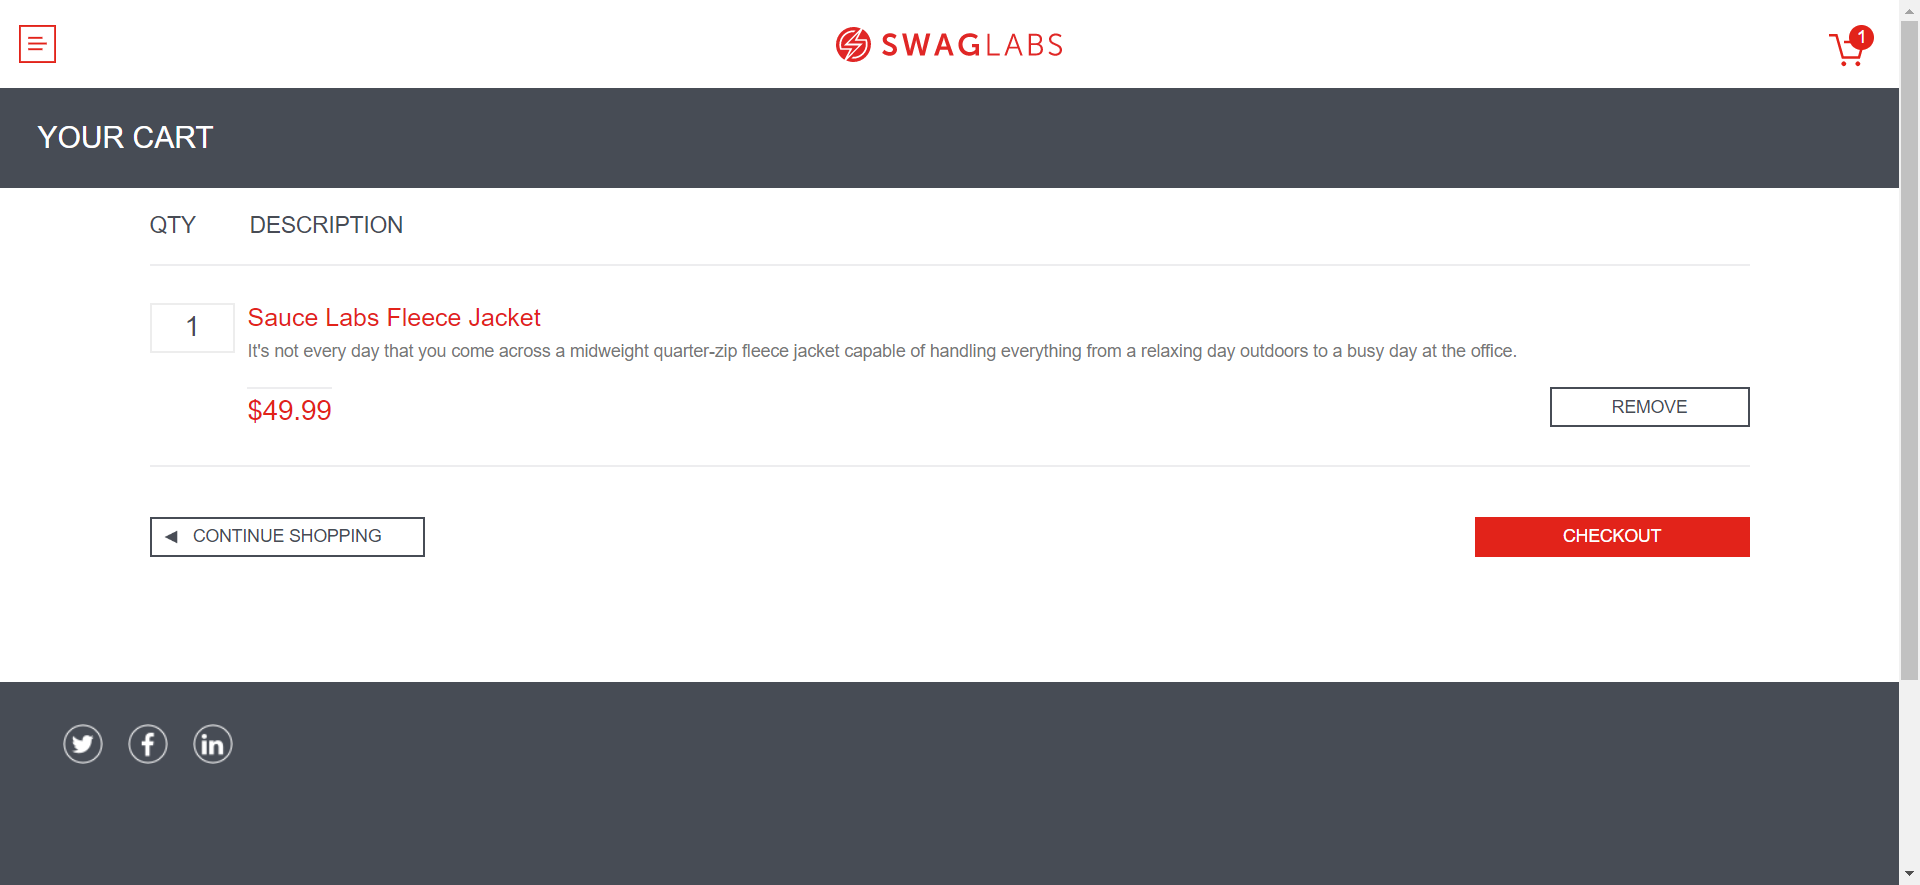 SWAGLABS
1
YOUR CART
QTY DESCRIPTION
1
Sauce Labs Fleece Jacket
It's not every day that you come across a midweight quarter-zip fleece jacket capable of handling everything from a relaxing day outdoors to a busy day at the office.
$49.99
REMOVE
CONTINUE SHOPPING
CHECKOUT